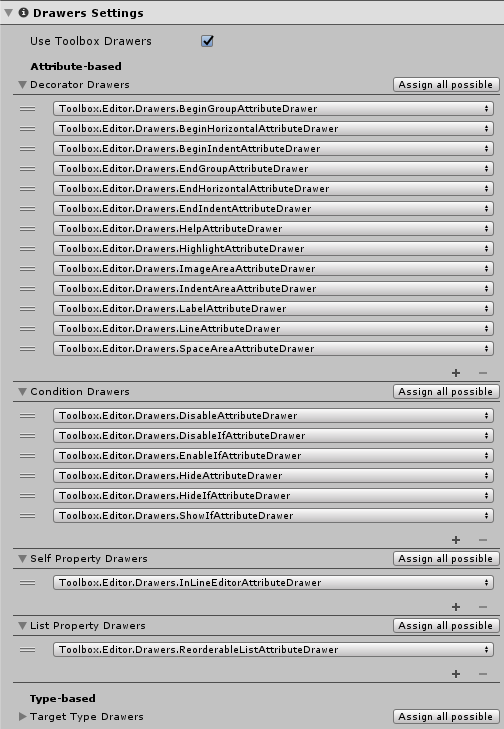 Drawers Settings
Use Toolbox Drawers
Attribute-based
Decorator Drawers Assign all possible
Toolbox.Editor.Drawers.BeginGroupAttributeDrawer
Toolbox.Editor.Drawers.BeginHorizontalAttributeDrawer
Toolbox.Editor.Drawers.BeginIndentAttributeDrawer
Toolbox.Editor.Drawers.EndGroupAttributeDrawer
Toolbox.Editor.Drawers.EndHorizontalAttributeDrawer
Toolbox.Editor.Drawers.EndIndentAttributeDrawer
Toolbox.Editor.Drawers.HelpAttributeDrawer
Toolbox.Editor.Drawers.HighlightAttributeDrawer
Toolbox.Editor.Drawers.ImageAreaAttributeDrawer
Toolbox.Editor.Drawers.IndentAreaAttributeDrawer
Toolbox.Editor.Drawers.LabelAttributeDrawer
Toolbox.Editor.Drawers.LineAttributeDrawer
Toolbox.Editor.Drawers.SpaceAreaAttributeDrawer
Condition Drawers Assign all possible
Toolbox.Editor.Drawers.DisableAttributeDrawer
Toolbox.Editor.Drawers.DisableIfAttributeDrawer
Toolbox.Editor.Drawers.EnableIfAttributeDrawer
Toolbox.Editor.Drawers.HideAttributeDrawer
Toolbox.Editor.Drawers.HideIfAttributeDrawer
Toolbox.Editor.Drawers.ShowIfAttributeDrawer
Self Property Drawers Assign all possible
Toolbox.Editor.Drawers.InLineEditorAttributeDrawer
List Property Drawers Assign all possible
Toolbox.Editor.Drawers.ReorderableListAttributeDrawer
Type-based
Target Type Drawers Assign all possible